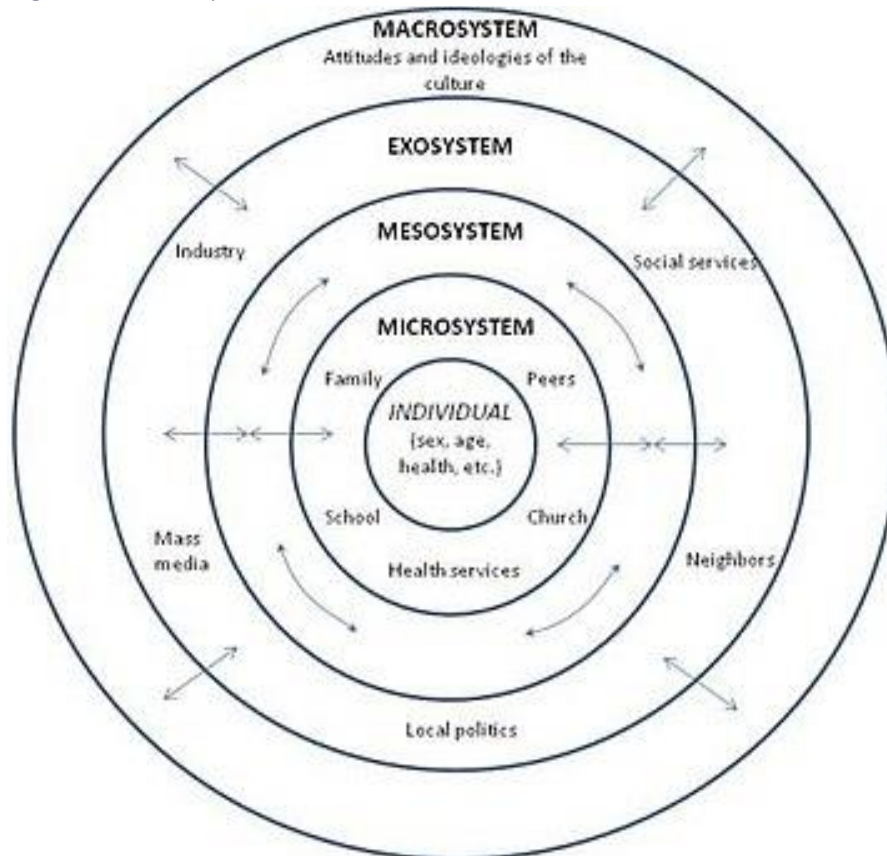 MACROSYSTEM
Attitudes and ideologies of the
culture
EXOSYSTEM
MESOSYSTEM
Industry
Social services
MICROSYSTEM
Family
Peers
INDIVIDUAL
{sex, age,
health, etc.}
School
Church
Mass
media
Health services
Neighbors
Local politics